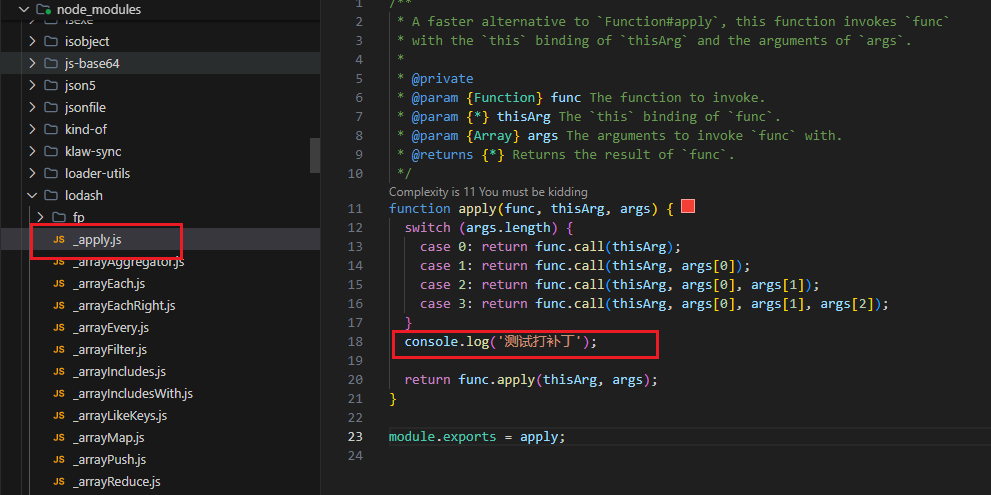 node_modules
isexe
isobject
js-base64
json5
jsonfile
kind-of
klaw-sync
loader-utils
lodash
fp
JS _apply.js
JS _arrayAggregator.js
JS _arrayEach.js
JS _arrayEachRight.js
JS _arrayEvery.js
JS _arrayFilter.js
JS _arrayIncludes.js
JS _arrayIncludesWith.js
JS _arrayLikeKeys.js
JS _arrayMap.js
JS _arrayPush.js
JS _arrayReduce.js
1 /**
2 * A faster alternative to `Function#apply`, this function invokes `func`
3 * with the `this` binding of `thisArg` and the arguments of `args`.
4 *
5 * @private
6 * @param {Function} func The function to invoke.
7 * @param {*} thisArg The `this` binding of `func`.
8 * @param {Array} args The arguments to invoke `func` with.
9 * @returns {*} Returns the result of `func`.
10 */
Complexity is 11 You must be kidding
11 function apply(func, thisArg, args) {
12 switch (args.length) {
13 case 0: return func.call(thisArg);
14 case 1: return func.call(thisArg, args[0]);
15 case 2: return func.call(thisArg, args[0], args[1]);
16 case 3: return func.call(thisArg, args[0], args[1], args[2]);
17 }
18 console.log('测试打补丁');
19
20 return func.apply(thisArg, args);
21 }
22
23 module.exports = apply;
24